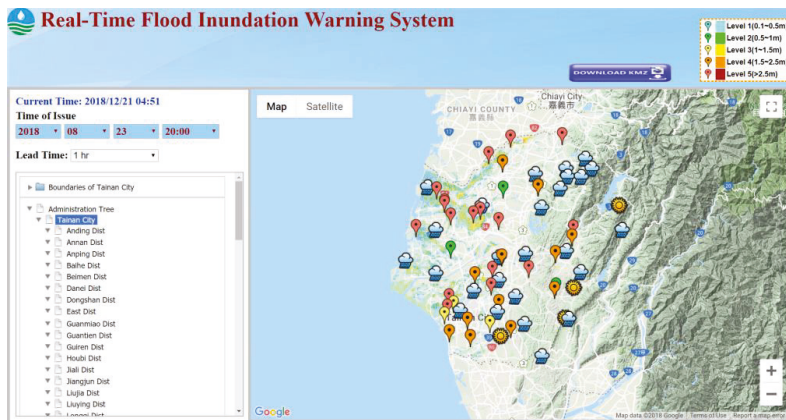 Real-Time Flood Inundation Warning System
Level 1(0.1~0.5m)
Level 2(0.5~1m)
Level 3(1~1.5m)
Level 4(1.5~2.5m)
Level 5(>2.5m)
DOWNLOAD KMZ
Current Time: 2018/12/21 04:51
Time of Issue
2018 08 23 20:00
Lead Time: 1 hr
Boundaries of Tainan City
Administration Tree
Tainan City
Anding Dist
Annan Dist
Anping Dist
Baihe Dist
Beimen Dist
Danei Dist
Dongshan Dist
East Dist
Guanmiao Dist
Guantien Dist
Guiren Dist
Houbi Dist
Jiali Dist
Jiangjun Dist
Liujia Dist
Liuying Dist
Map Satellite
Chiayi City
嘉義市
CHIAYI COUNTY
嘉義縣
Google
Map data ©2018 Google Terms of Use Report a map error